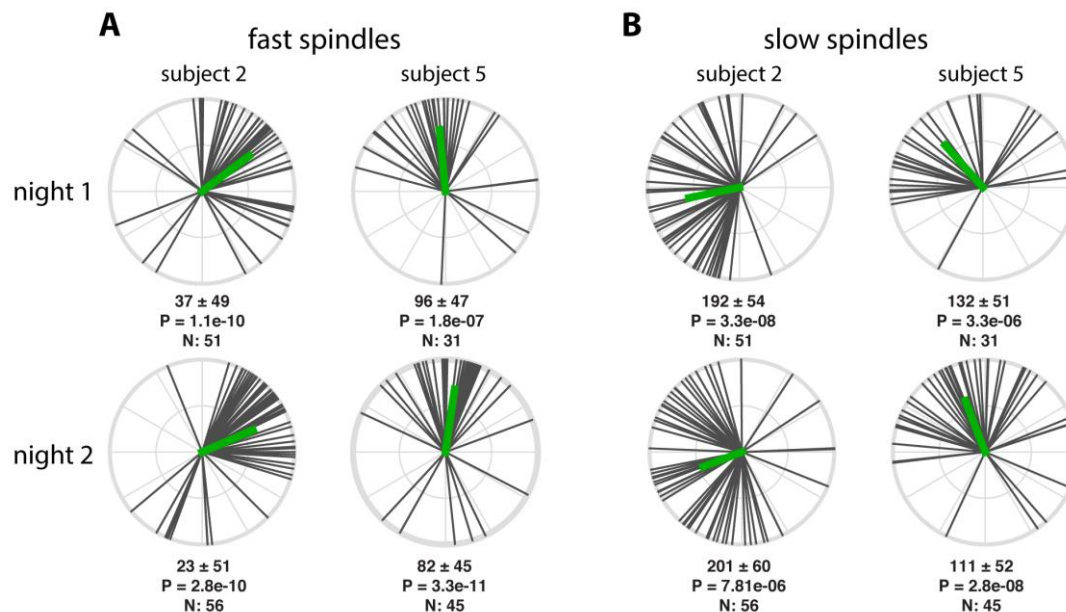 A
fast spindles
B
slow spindles
subject 2
subject 5
subject 2
subject 5
night 1
37 ± 49
P = 1.1e-10
N: 51
96 ± 47
P = 1.8e-07
N: 31
192 ± 54
P = 3.3e-08
N: 51
132 ± 51
P = 3.3e-06
N: 31
night 2
23 ± 51
P = 2.8e-10
N: 56
82 ± 45
P = 3.3e-11
N: 45
201 ± 60
P = 7.81e-06
N: 56
111 ± 52
P = 2.8e-08
N: 45